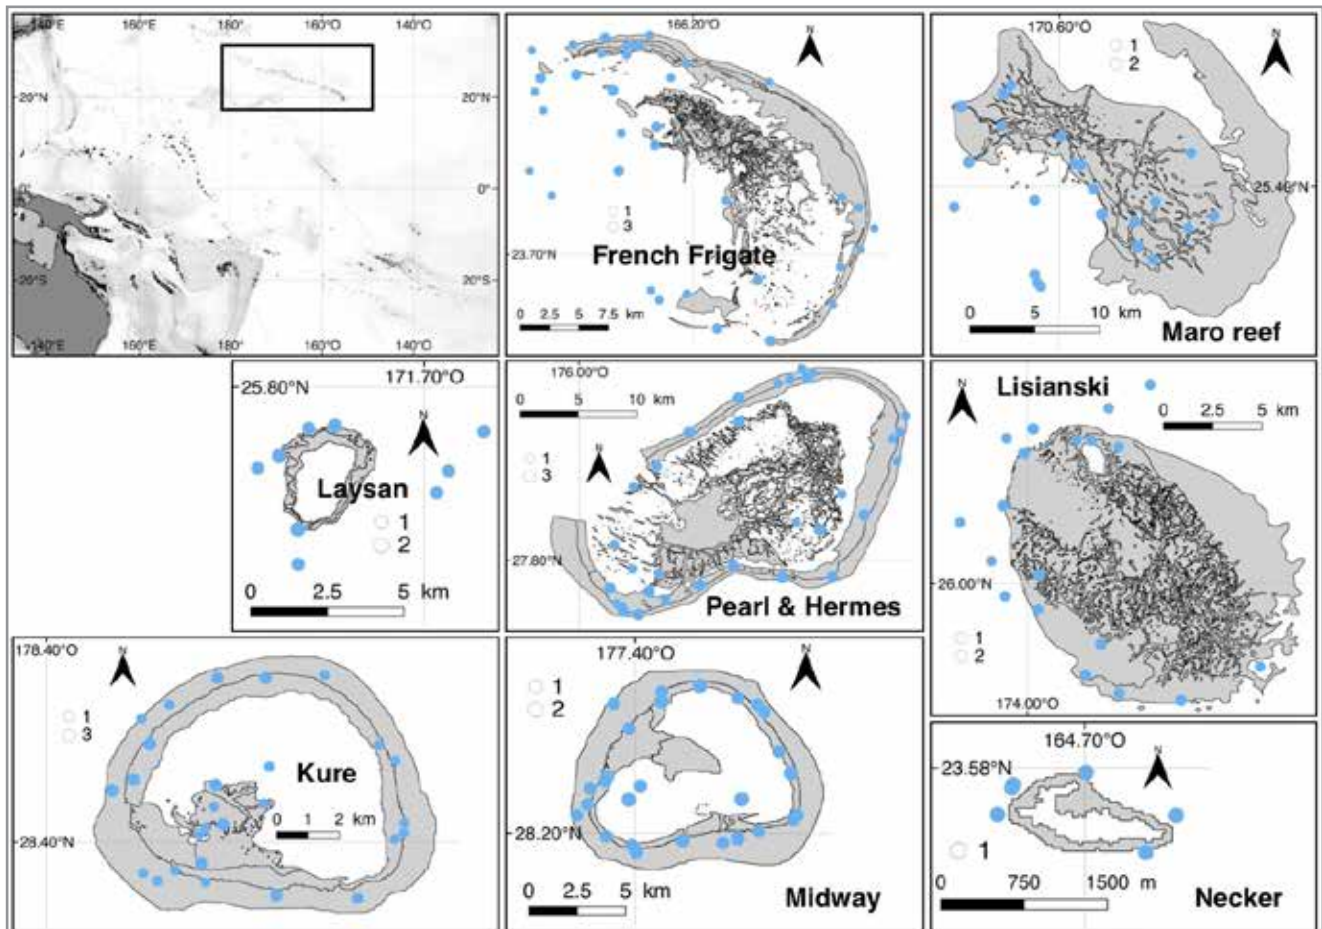 140°E 160°E 180° 160°W 140°W
20°N 20°N
0° 0°
20°S 20°S
140°E 160°E 180° 160°W 140°W
166.20°O
N
1
3
French Frigate
23.70°N
0 2.5 5.0 7.5 km
170.60°O
N
1
2
25.40°N
0 5 10 km
Maro reef
171.70°O
25.80°N
N
Laysan
1
2
0 2.5 5 km
176.00°O
0 5 10 km
1
3
N
27.80°N
Pearl & Hermes
Lisianski
N
0 2.5 5 km
26.00°N
1
2
174.00°O
178.40°O
N
1
3
Kure
0 1 2 km
28.40°N
177.40°O
N
1
2
28.20°N
0 2.5 5 km
Midway
164.70°O
N
23.58°N
1
0 750 1500 m
Necker